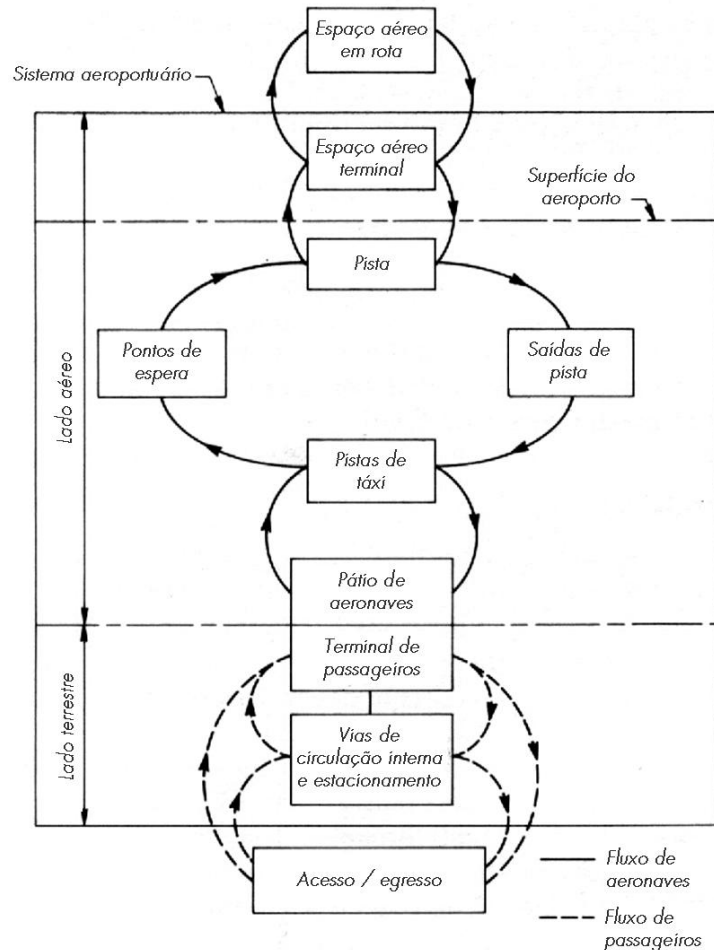 Espaço aéreo
em rota
Sistema aeroportuário
Espaço aéreo
terminal
Superfície do
aeroporto
Pista
Pontos de
espera
Saídas de
pista
Lado aéreo
Pistas de
táxi
Pátio de
aeronaves
Terminal de
passageiros
Lado terrestre
Vias de
circulação interna
e estacionamento
Acesso / egresso
Fluxo de
aeronaves
Fluxo de
passageiros